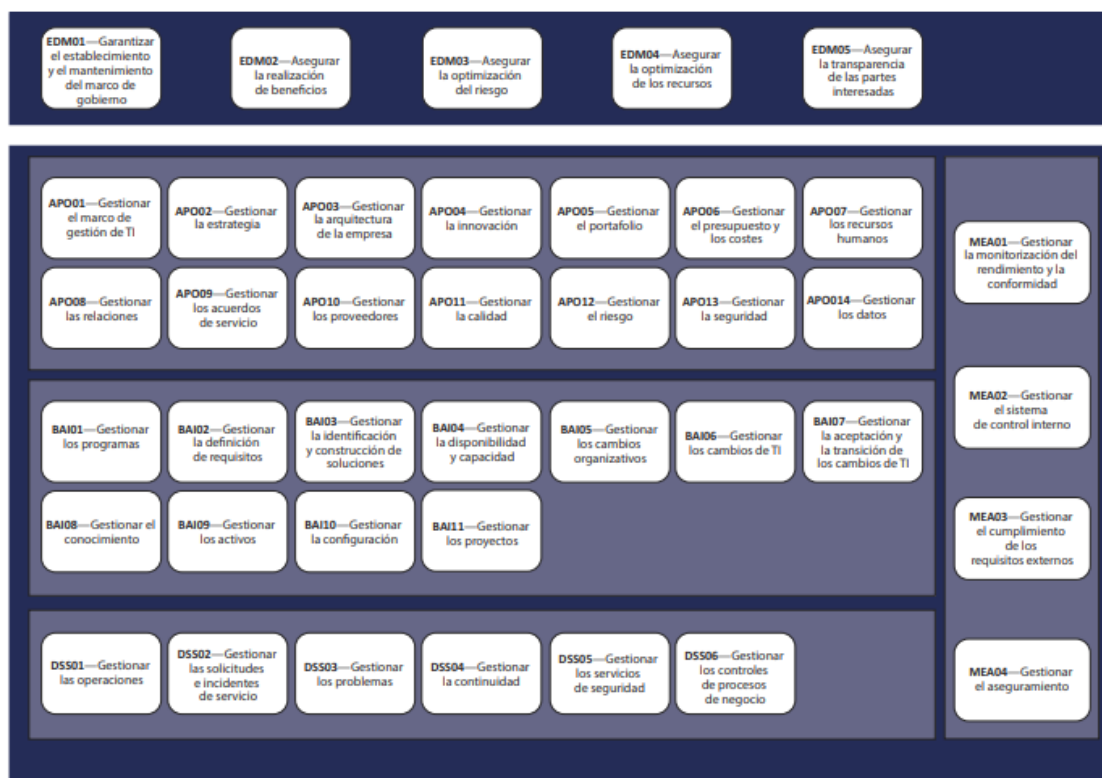 EDM01—Garantizar
el establecimiento
y el mantenimiento
del marco de
gobierno
EDM02—Asegurar
la realización
de beneficios
EDM03—Asegurar
la optimización
del riesgo
EDM04—Asegurar
la optimización
de los recursos
EDM05—Asegurar
la transparencia
de las partes
interesadas
APO01—Gestionar
el marco de
gestión de TI
APO02—Gestionar
la estrategia
APO03—Gestionar
la arquitectura
de la empresa
APO04—Gestionar
la innovación
APO05—Gestionar
el portafolio
APO06—Gestionar
el presupuesto y
los costes
APO07—Gestionar
los recursos
humanos
APO08—Gestionar
las relaciones
APO09—Gestionar
los acuerdos
de servicio
APO10—Gestionar
los proveedores
APO11—Gestionar
la calidad
APO12—Gestionar
el riesgo
APO13—Gestionar
la seguridad
APO014—Gestionar
los datos
BAI01—Gestionar
los programas
BAI02—Gestionar
la definición
de requisitos
BAI03—Gestionar
la identificación
y construcción de
soluciones
BAI04—Gestionar
la disponibilidad
y capacidad
BAI05—Gestionar
los cambios
organizativos
BAI06—Gestionar
los cambios de TI
BAI07—Gestionar
la aceptación y
la transición de
los cambios de TI
BAI08—Gestionar el
conocimiento
BAI09—Gestionar
los activos
BAI10—Gestionar
la configuración
BAI11—Gestionar
los proyectos
DSS01—Gestionar
las operaciones
DSS02—Gestionar
las solicitudes
e incidentes
de servicio
DSS03—Gestionar
los problemas
DSS04—Gestionar
la continuidad
DSS05—Gestionar
los servicios
de seguridad
DSS06—Gestionar
los controles
de procesos
de negocio
MEA01—Gestionar
la monitorización del
rendimiento y la
conformidad
MEA02—Gestionar
el sistema
de control interno
MEA03—Gestionar
el cumplimiento
de los
requisitos externos
MEA04—Gestionar
el aseguramiento